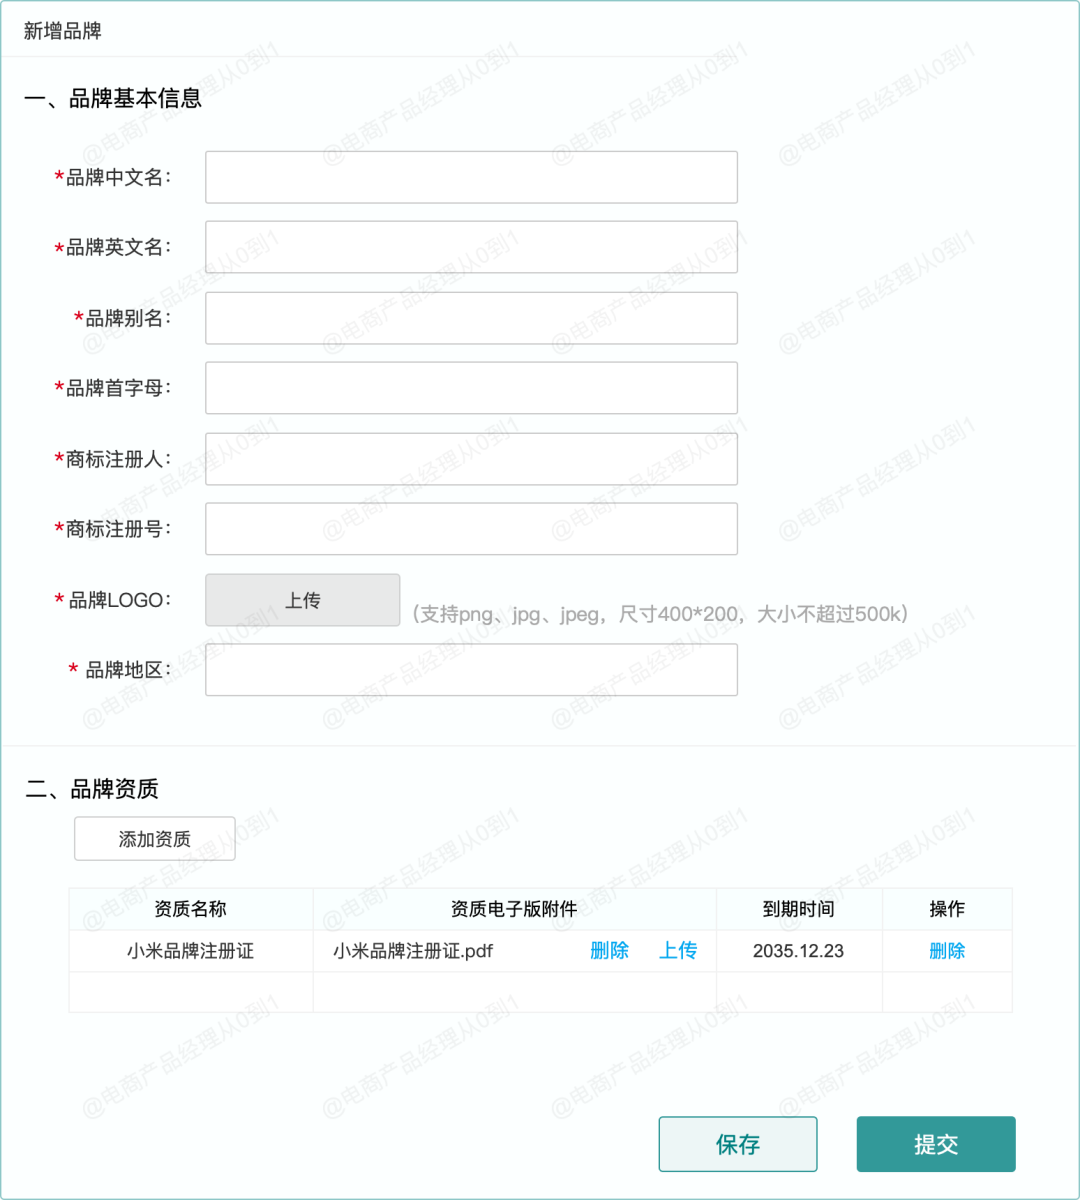 新增品牌
一、品牌基本信息
*品牌中文名：
*品牌英文名：
*品牌别名：
*品牌首字母：
*商标注册人：
*商标注册号：
*品牌LOGO： 上传 （支持png、jpg、jpeg，尺寸400*200，大小不超过500k）
* 品牌地区：
二、品牌资质
添加资质
资质名称 资质电子版附件 到期时间 操作
小米品牌注册证 小米品牌注册证.pdf 删除 上传 2035.12.23 删除
保存 提交
@电商产品经理从0到1